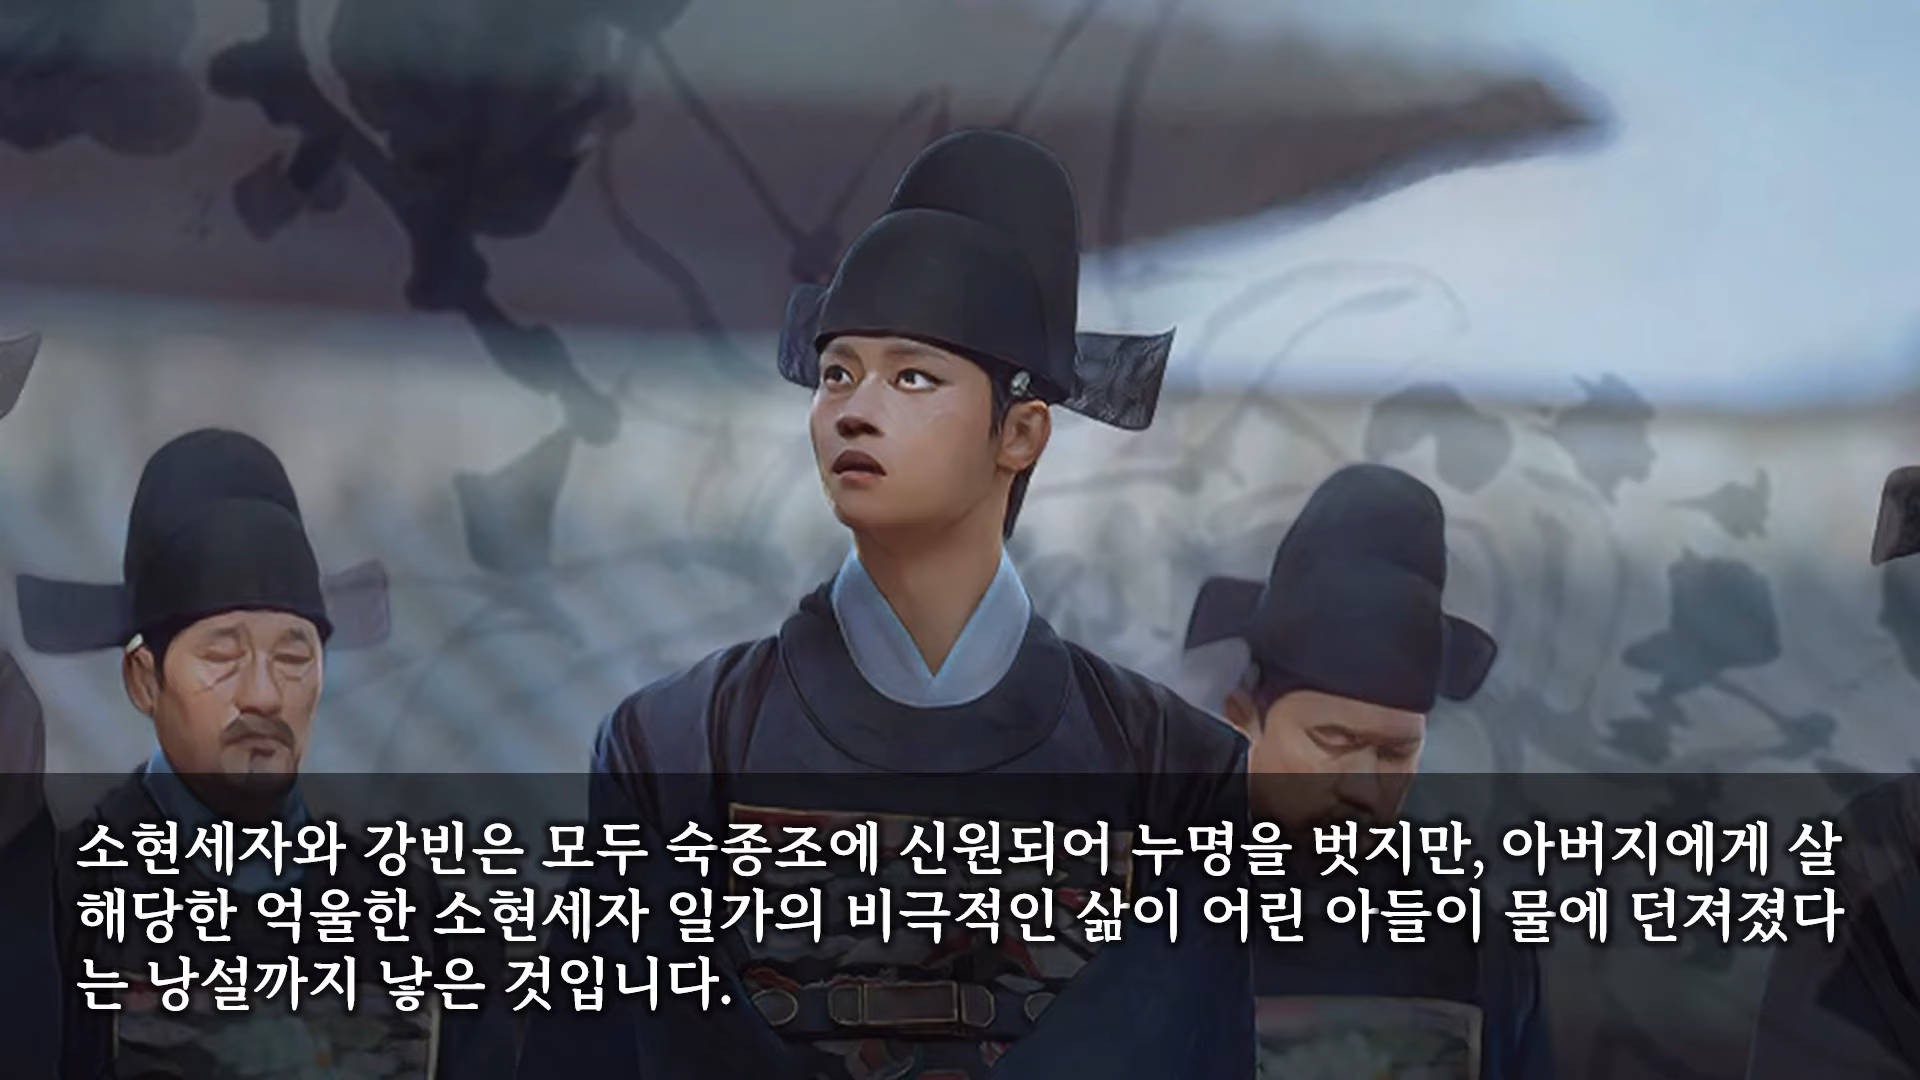 소현세자와 강빈은 모두 숙종조에 신원되어 누명을 벗지만, 아버지에게 살
해당한 억울한 소현세자 일가의 비극적인 삶이 어린 아들이 물에 던져졌다
는 낭설까지 낳은 것입니다.